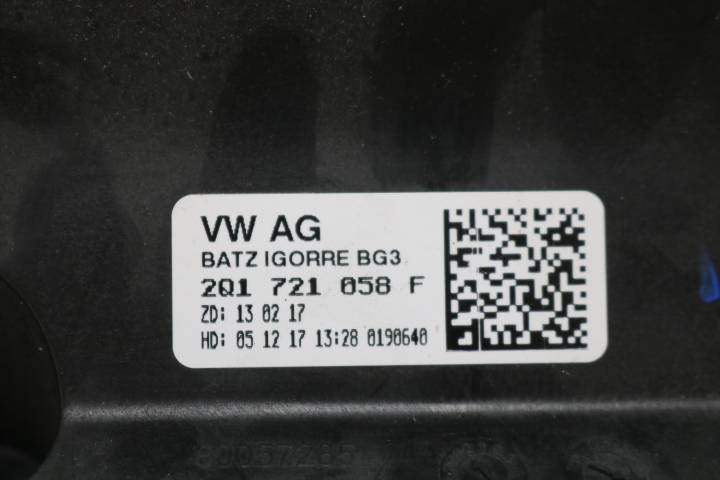 VW AG
BATZ IGORRE BG3
2Q1 721 058 F
ZD: 13 02 17
HD: 05 12 17 13:28 0190640